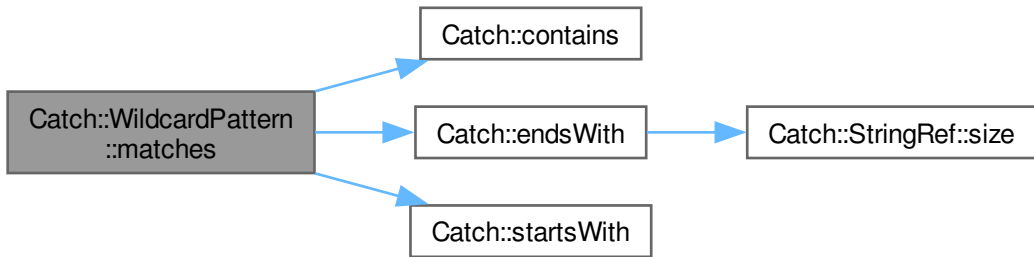 Catch::WildcardPattern
::matches
Catch::contains
Catch::endsWith
Catch::StringRef::size
Catch::startsWith